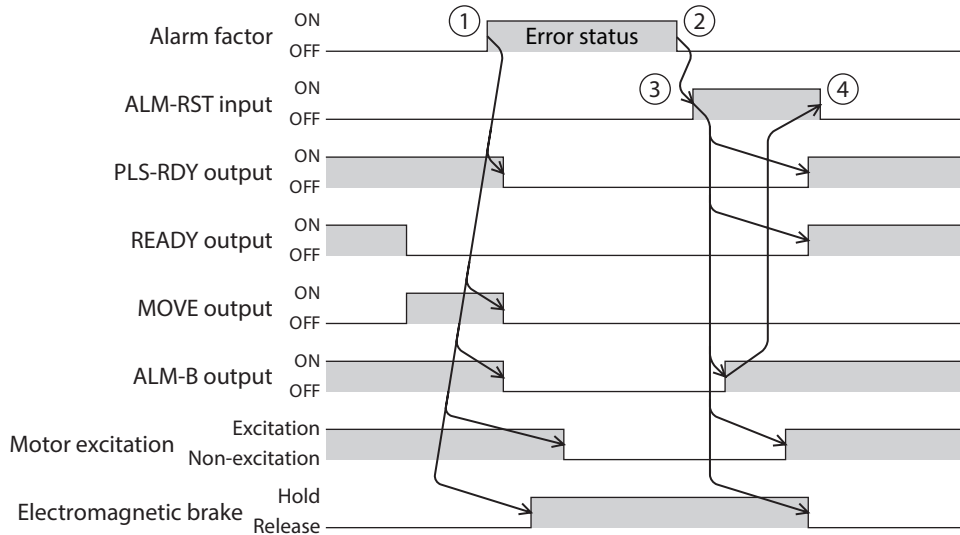 Alarm factor ON OFF ① Error status ②
ALM-RST input ON OFF ③ ④
PLS-RDY output ON OFF
READY output ON OFF
MOVE output ON OFF
ALM-B output ON OFF
Motor excitation Excitation Non-excitation
Electromagnetic brake Hold Release